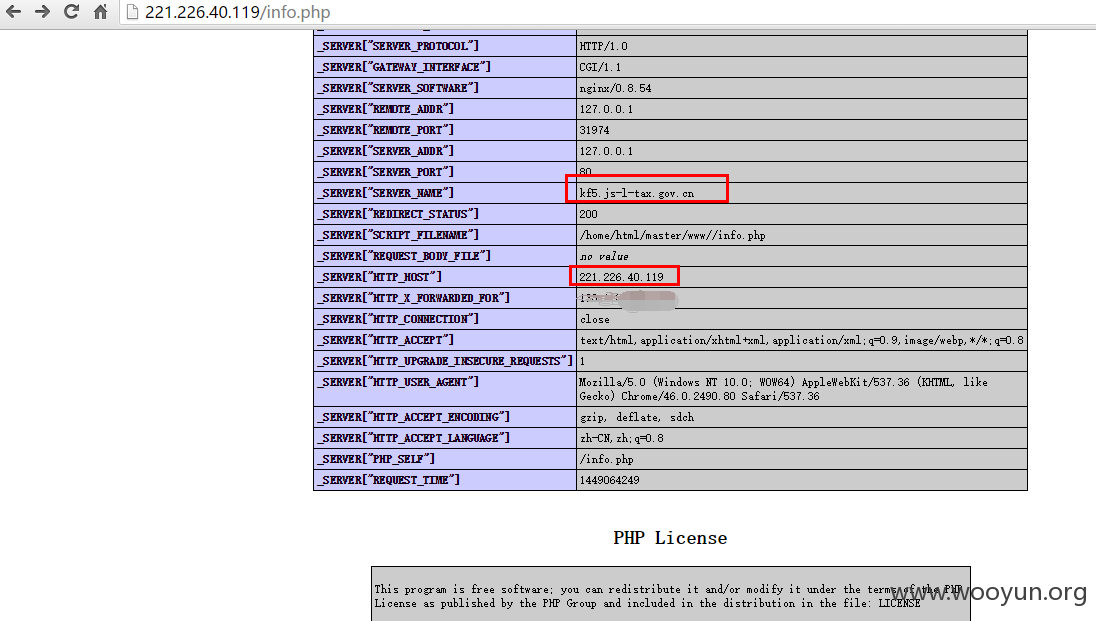 221.226.40.119/info.php
_SERVER["SERVER_PROTOCOL"] HTTP/1.0
_SERVER["GATEWAY_INTERFACE"] CGI/1.1
_SERVER["SERVER_SOFTWARE"] nginx/0.8.54
_SERVER["REMOTE_ADDR"] 127.0.0.1
_SERVER["REMOTE_PORT"] 31974
_SERVER["SERVER_ADDR"] 127.0.0.1
_SERVER["SERVER_PORT"] 80
_SERVER["SERVER_NAME"] kf5.js-l-tax.gov.cn
_SERVER["REDIRECT_STATUS"] 200
_SERVER["SCRIPT_FILENAME"] /home/html/master/www//info.php
_SERVER["REQUEST_BODY_FILE"] no value
_SERVER["HTTP_HOST"] 221.226.40.119
_SERVER["HTTP_X_FORWARDED_FOR"]
_SERVER["HTTP_CONNECTION"] close
_SERVER["HTTP_ACCEPT"] text/html,application/xhtml+xml,application/xml;q=0.9,image/webp,*/*;q=0.8
_SERVER["HTTP_UPGRADE_INSECURE_REQUESTS"] 1
_SERVER["HTTP_USER_AGENT"] Mozilla/5.0 (Windows NT 10.0; WOW64) AppleWebKit/537.36 (KHTML, like
Gecko) Chrome/46.0.2490.80 Safari/537.36
_SERVER["HTTP_ACCEPT_ENCODING"] gzip, deflate, sdch
_SERVER["HTTP_ACCEPT_LANGUAGE"] zh-CN,zh;q=0.8
_SERVER["PHP_SELF"] /info.php
_SERVER["REQUEST_TIME"] 1449064249
PHP License
This program is free software; you can redistribute it and/or modify it under the terms of the PHP
License as published by the PHP Group and included in the distribution in the file: LICENSE
www.wooyun.org